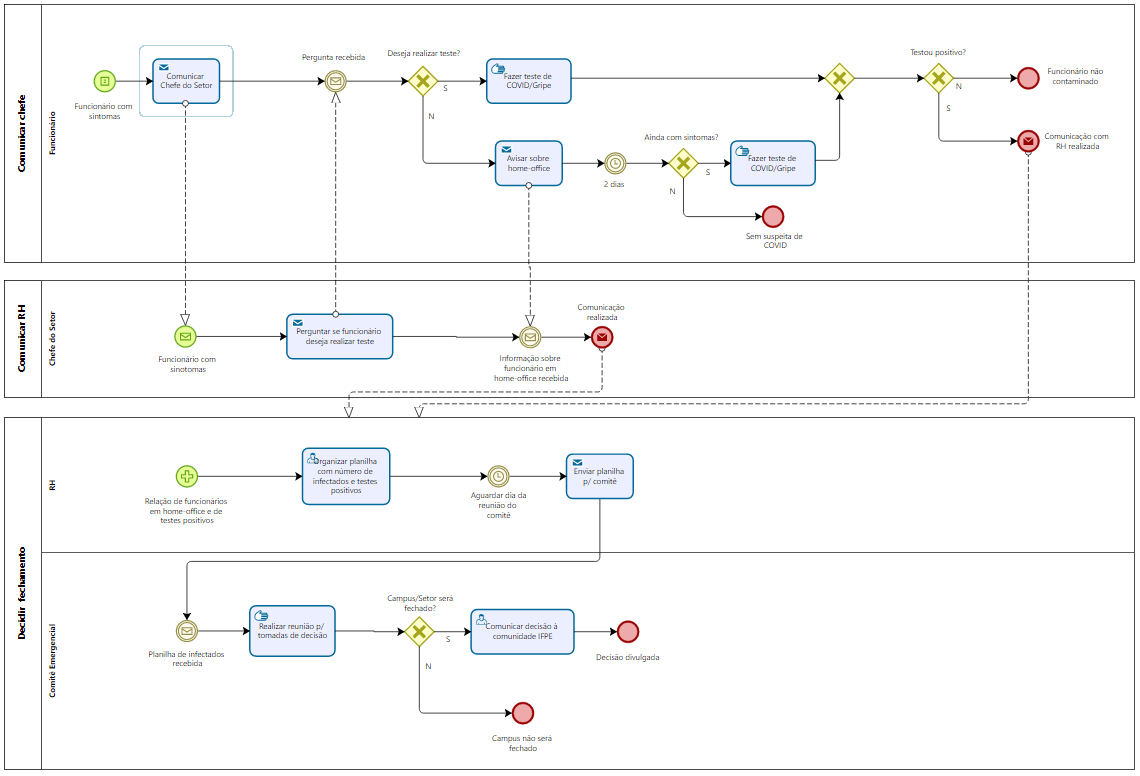 Comunicar chefe
Funcionário
Funcionário com
sintomas
Comunicar
Chefe do Setor
Pergunta recebida
Deseja realizar teste?
S
N
Fazer teste de
COVID/Gripe
Avisar sobre
home-office
2 dias
Ainda com sintomas?
S
N
Fazer teste de
COVID/Gripe
Sem suspeita de
COVID
Testou positivo?
N
S
Funcionário não
contaminado
Comunicação com
RH realizada
Comunicar RH
Chefe do Setor
Funcionário com
sinotomas
Perguntar se funcionário
deseja realizar teste
Informação sobre
funcionário em
home-office recebida
Comunicação
realizada
Decidir fechamento
RH
Relação de funcionários
em home-office e de
testes positivos
Organizar planilha
com número de
infectados e testes
positivos
Aguardar dia da
reunião do
comitê
Enviar planilha
p/ comitê
Comitê Emergencial
Planilha de infectados
recebida
Realizar reunião p/
tomadas de decisão
Campus/Setor será
fechado?
S
N
Comunicar decisão à
comunidade IFPE
Decisão divulgada
Campus não será
fechado